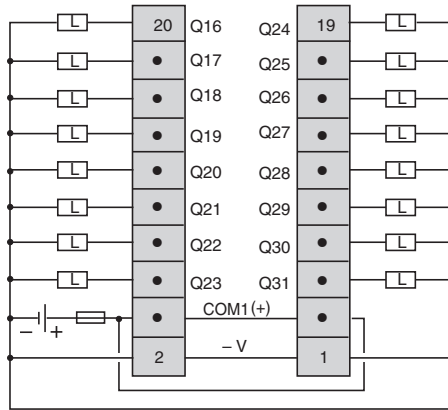 L 20 Q16 Q24 19 L
L Q17 Q25 L
L Q18 Q26 L
L Q19 Q27 L
L Q20 Q28 L
L Q21 Q29 L
L Q22 Q30 L
L Q23 Q31 L
− + COM1 (+)
2 − V 1